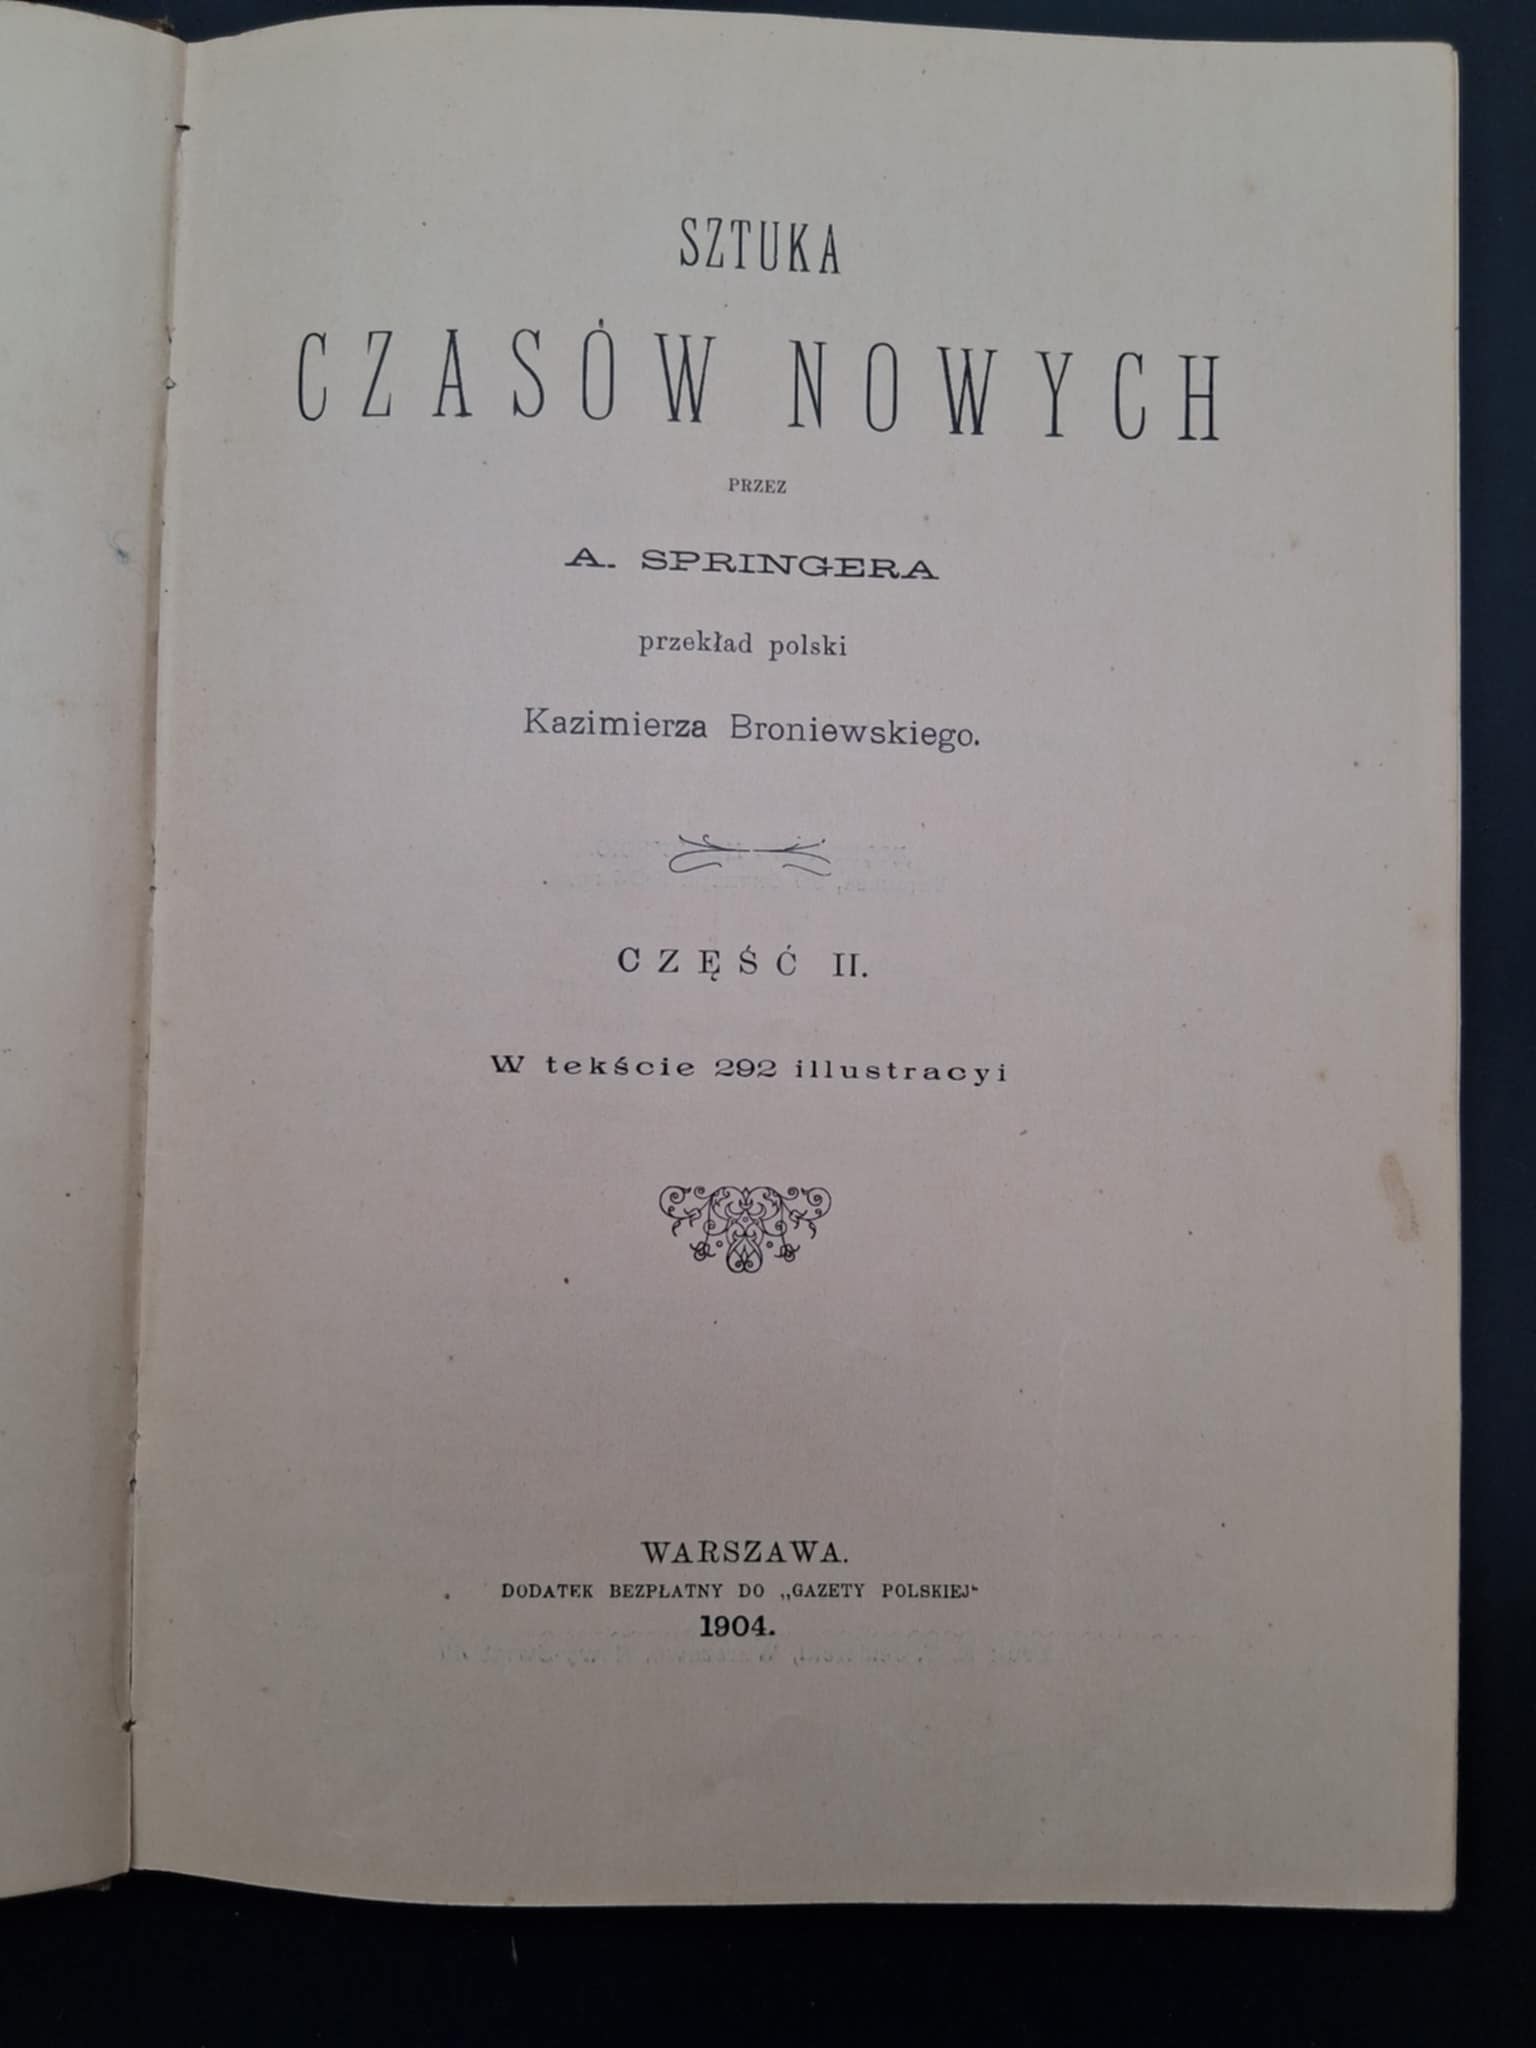 SZTUKA
CZASÓW NOWYCH
PRZEZ
A. SPRINGERA
przekład polski
Kazimierza Broniewskiego.
CZĘŚĆ II.
W tekście 292 illustracyi
WARSZAWA.
DODATEK BEZPŁATNY DO „GAZETY POLSKIEJ“
1904.